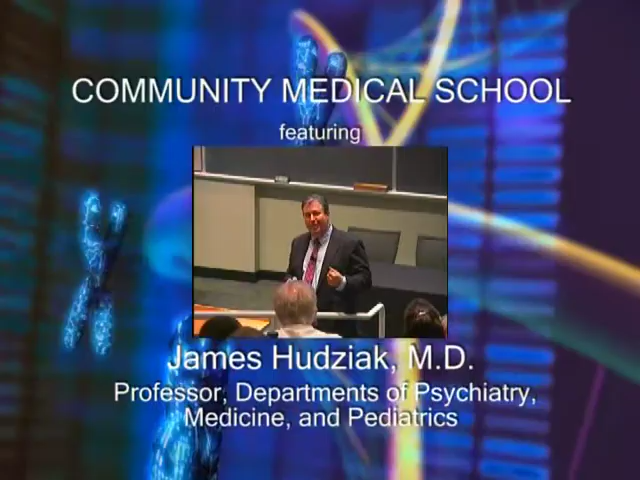 COMMUNITY MEDICAL SCHOOL
featuring
James Hudziak, M.D.
Professor, Departments of Psychiatry,
Medicine, and Pediatrics